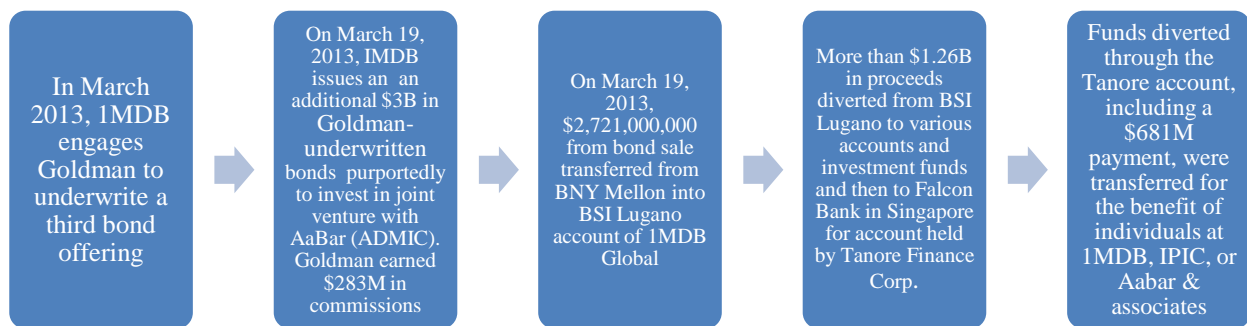 In March
2013, 1MDB
engages
Goldman to
underwrite a
third bond
offering
On March 19,
2013, IMDB
issues an an
additional $3B in
Goldman-
underwritten
bonds purportedly
to invest in joint
venture with
AaBar (ADMIC).
Goldman earned
$283M in
commissions
On March 19,
2013,
$2,721,000,000
from bond sale
transferred from
BNY Mellon into
BSI Lugano
account of 1MDB
Global
More than $1.26B
in proceeds
diverted from BSI
Lugano to various
accounts and
investment funds
and then to Falcon
Bank in Singapore
for account held
by Tanore Finance
Corp.
Funds diverted
through the
Tanore account,
including a
$681M
payment, were
transferred for
the benefit of
individuals at
1MDB, IPIC, or
Aabar &
associates